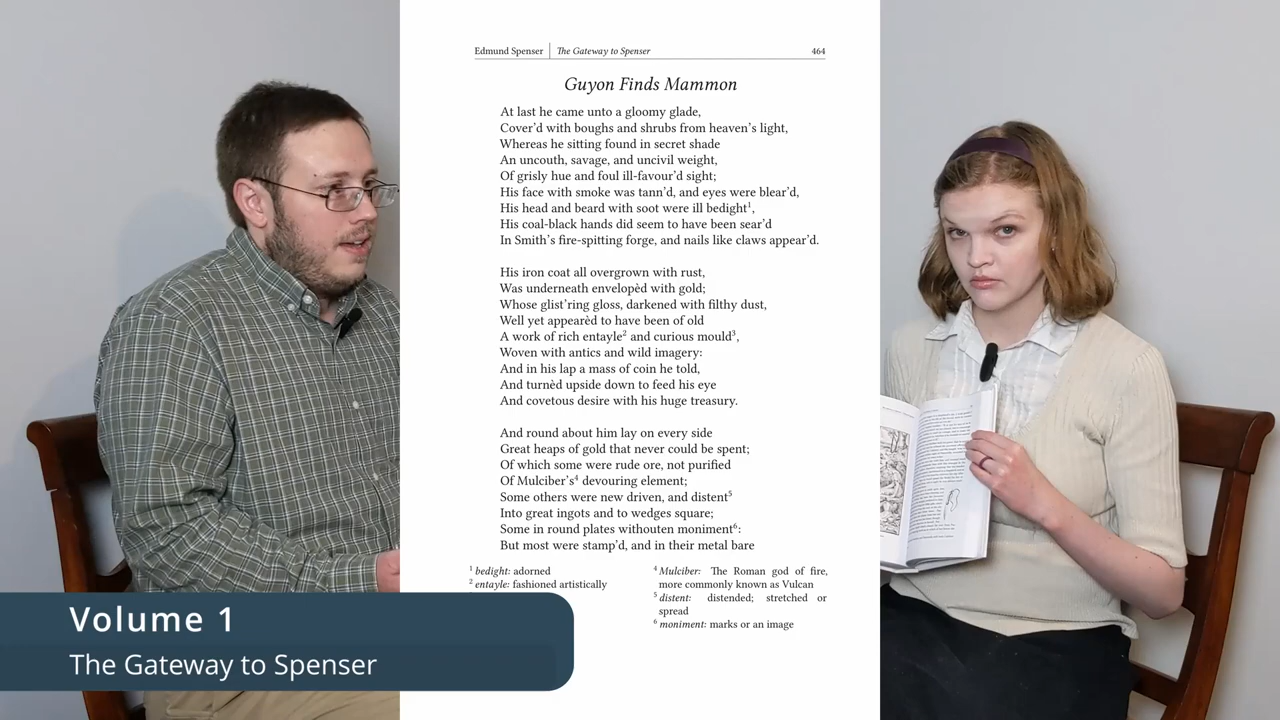 Edmund Spenser The Gateway to Spenser 464
Guyon Finds Mammon
At last he came unto a gloomy glade,
Cover’d with boughs and shrubs from heaven’s light,
Whereas he sitting found in secret shade
An uncouth, savage, and uncivil weight,
Of grisly hue and foul ill-favour’d sight;
His face with smoke was tann’d, and eyes were blear’d,
His head and beard with soot were ill bedight¹,
His coal-black hands did seem to have been sear’d
In Smith’s fire-spitting forge, and nails like claws appear’d.
His iron coat all overgrown with rust,
Was underneath envelopèd with gold;
Whose glist’ring gloss, darkened with filthy dust,
Well yet appearèd to have been of old
A work of rich entayle² and curious mould³,
Woven with antics and wild imagery:
And in his lap a mass of coin he told,
And turnèd upside down to feed his eye
And covetous desire with his huge treasury.
And round about him lay on every side
Great heaps of gold that never could be spent;
Of which some were rude ore, not purified
Of Mulciber’s⁴ devouring element;
Some others were new driven, and distent⁵
Into great ingots and to wedges square;
Some in round plates withouten moniment⁶:
But most were stamp’d, and in their metal bare
¹ bedight: adorned
² entayle: fashioned artistically
⁴ Mulciber: The Roman god of fire,
more commonly known as Vulcan
⁵ distent: distended; stretched or
spread
⁶ moniment: marks or an image
Volume 1
The Gateway to Spenser